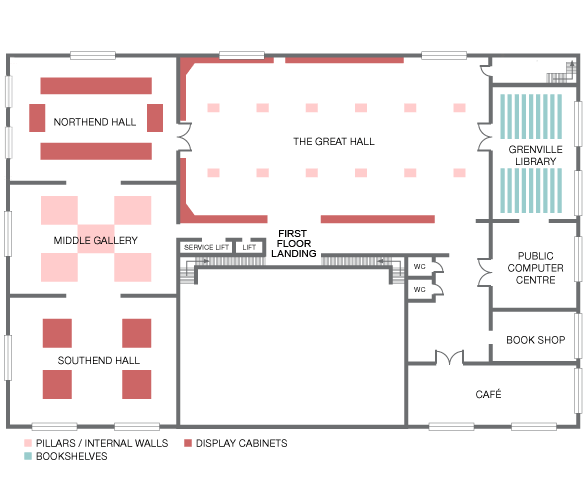 NORTHEND HALL
THE GREAT HALL
GRENVILLE
LIBRARY
MIDDLE GALLERY
SERVICE LIFT
LIFT
FIRST
FLOOR
LANDING
WC
WC
PUBLIC
COMPUTER
CENTRE
BOOK SHOP
SOUTHEND HALL
CAFÉ
PILLARS / INTERNAL WALLS
DISPLAY CABINETS
BOOKSHELVES